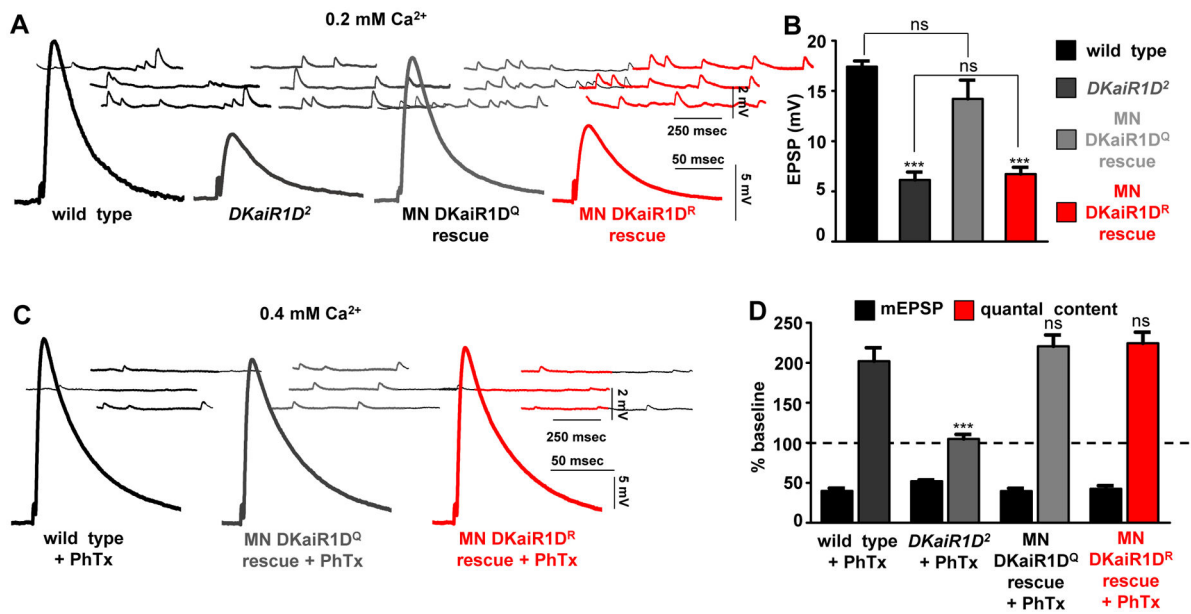 A
0.2 mM Ca²⁺
2 mV
250 msec
50 msec
5 mV
wild type
DKaiR1D²
MN DKaiR1Dᑫ
rescue
MN DKaiR1Dᴿ
rescue
B
ns
ns
20
15
10
5
0
EPSP (mV)
***
***
wild type
DKaiR1D²
MN
DKaiR1D^Q
rescue
MN
DKaiR1Dᴿ
rescue
C
0.4 mM Ca²⁺
2 mV
250 msec
50 msec
5 mV
wild type
+ PhTx
MN DKaiR1D^Q
rescue + PhTx
MN DKaiR1Dᴿ
rescue + PhTx
D
mEPSP
quantal content
250
200
150
100
50
0
% baseline
***
ns
ns
wild type
+ PhTx
DKaiR1D²
+ PhTx
MN
DKaiR1D^Q
rescue
+ PhTx
MN
DKaiR1Dᴿ
rescue
+ PhTx